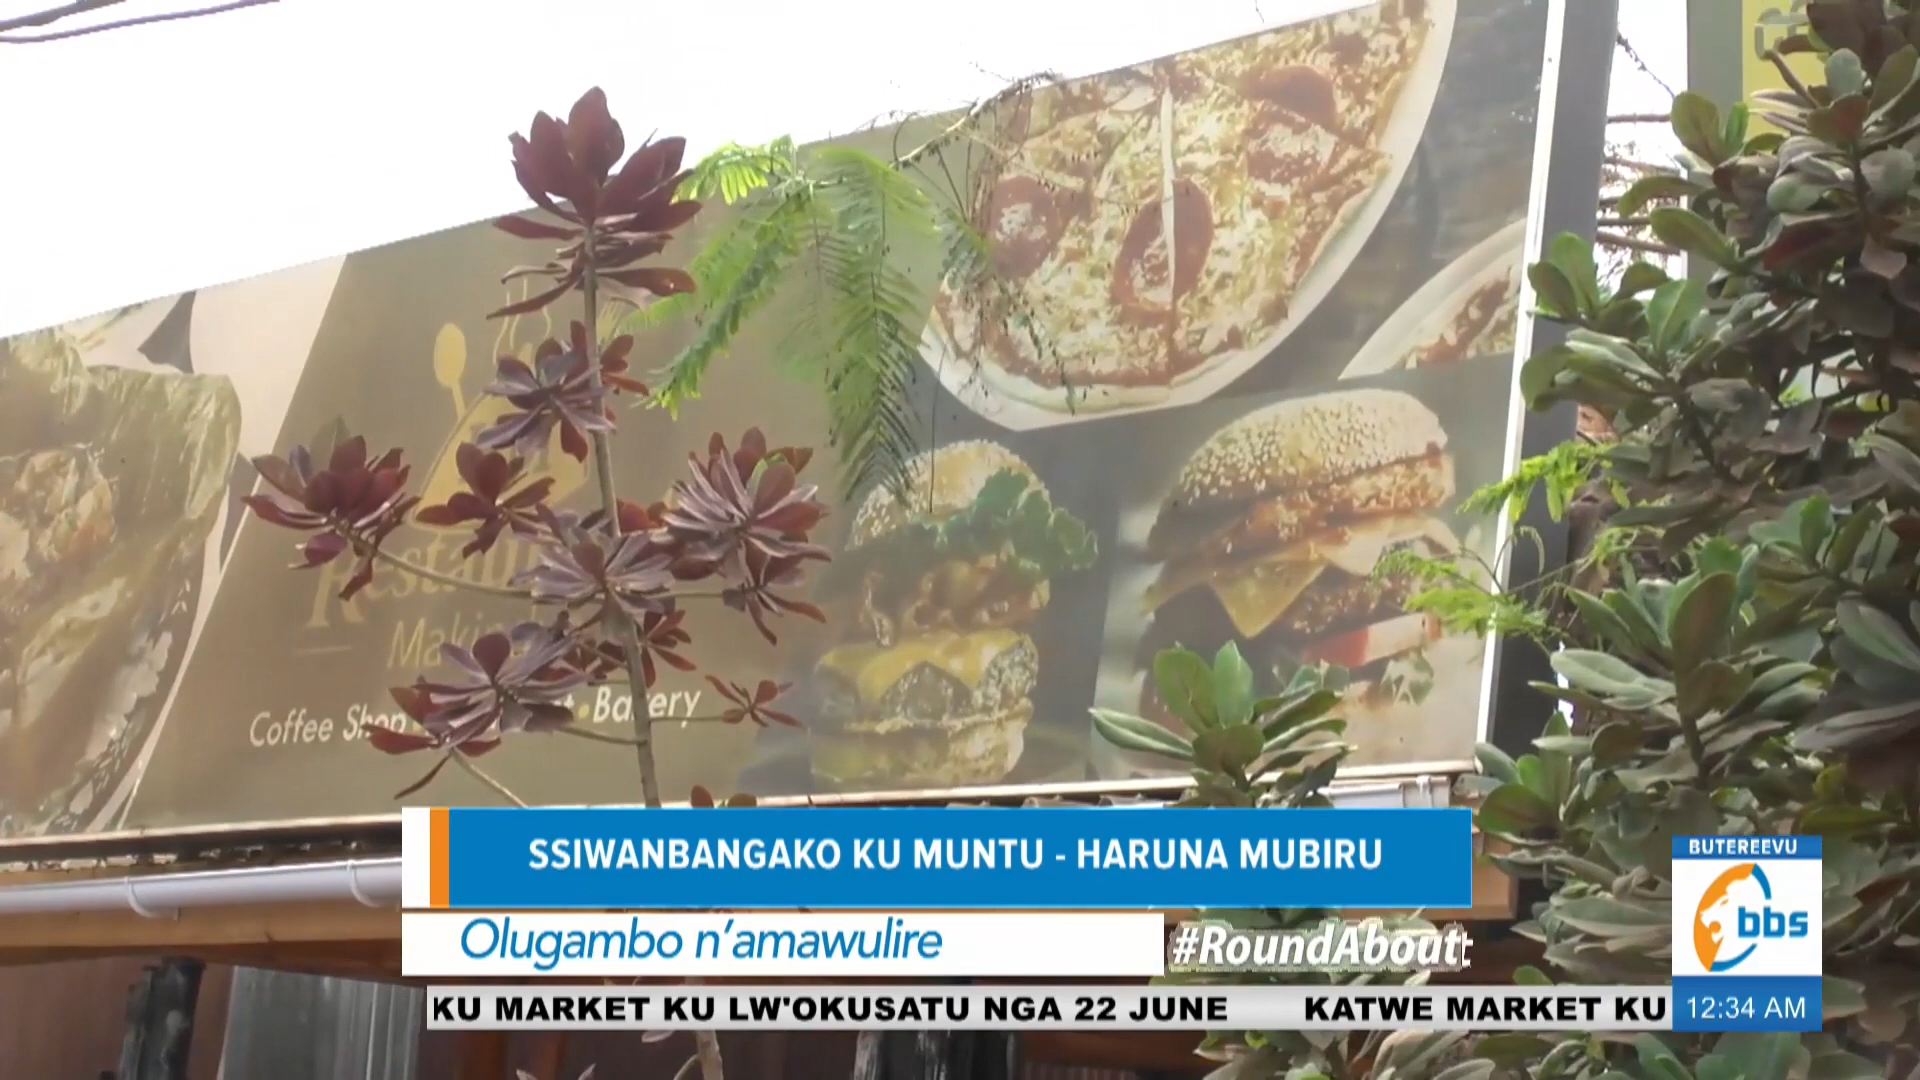 Coffee Shop
Bakery
SSIWANBANGAKO KU MUNTU - HARUNA MUBIRU
Olugambo n'amawulire
#RoundAbout
BUTEREEVU
bbs
KU MARKET KU LW'OKUSATU NGA 22 JUNE KATWE MARKET KU
12:34 AM